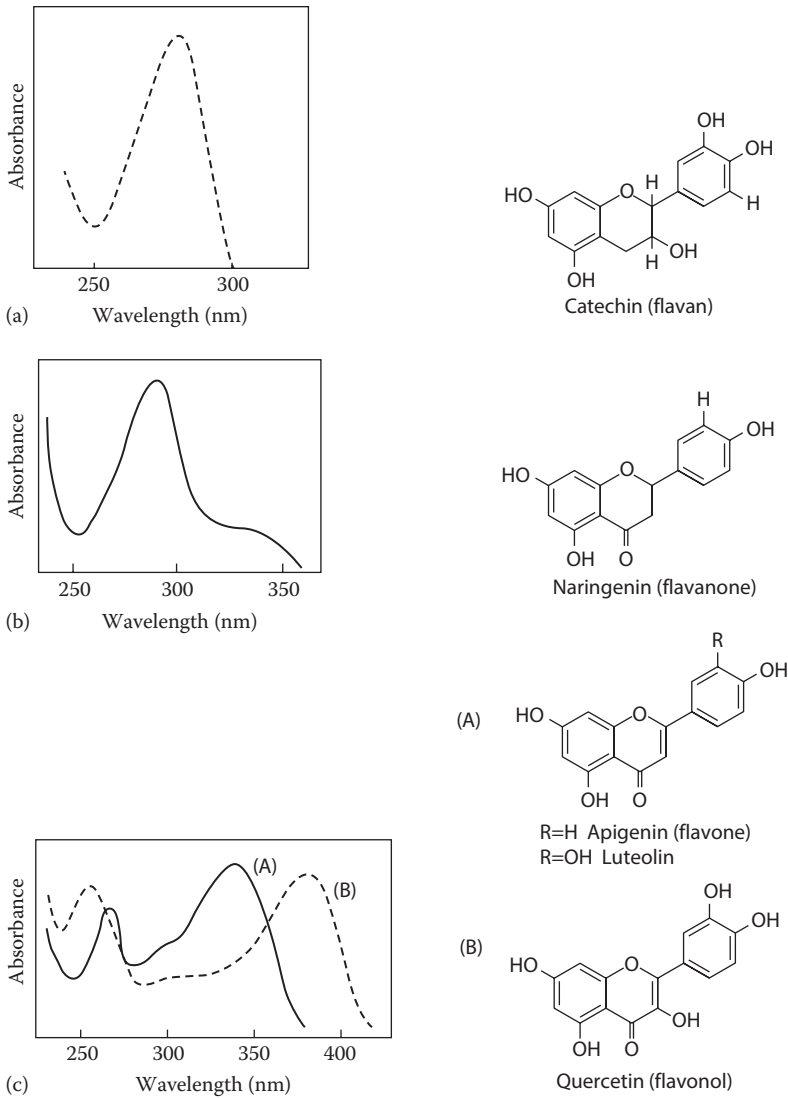 Absorbance
250
300
(a)
Wavelength (nm)
OH
OH
HO
O
H
H
OH
H
OH
Catechin (flavan)
Absorbance
250
300
350
(b)
Wavelength (nm)
H
OH
HO
O
OH
O
Naringenin (flavanone)
(A)
R
OH
HO
O
OH
O
R=H Apigenin (flavone)
R=OH Luteolin
Absorbance
(A)
(B)
250
300
350
400
(c)
Wavelength (nm)
(B)
OH
OH
HO
O
OH
OH
O
Quercetin (flavonol)